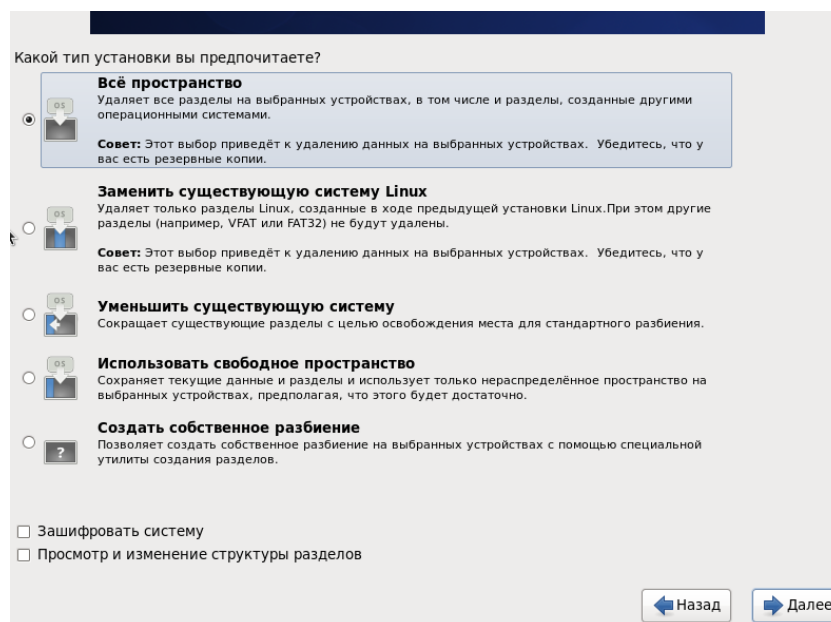 Какой тип установки вы предпочитаете?
Всё пространство
Удаляет все разделы на выбранных устройствах, в том числе и разделы, созданные другими
операционными системами.
Совет: Этот выбор приведёт к удалению данных на выбранных устройствах.  Убедитесь, что у
вас есть резервные копии.
Заменить существующую систему Linux
Удаляет только разделы Linux, созданные в ходе предыдущей установки Linux.При этом другие
разделы (например, VFAT или FAT32) не будут удалены.
Совет: Этот выбор приведёт к удалению данных на выбранных устройствах.  Убедитесь, что у
вас есть резервные копии.
Уменьшить существующую систему
Сокращает существующие разделы с целью освобождения места для стандартного разбиения.
Использовать свободное пространство
Сохраняет текущие данные и разделы и использует только нераспределённое пространство на
выбранных устройствах, предполагая, что этого будет достаточно.
Создать собственное разбиение
Позволяет создать собственное разбиение на выбранных устройствах с помощью специальной
утилиты создания разделов.
Зашифровать систему
Просмотр и изменение структуры разделов
Назад
Далее
OS
OS
OS
OS
?